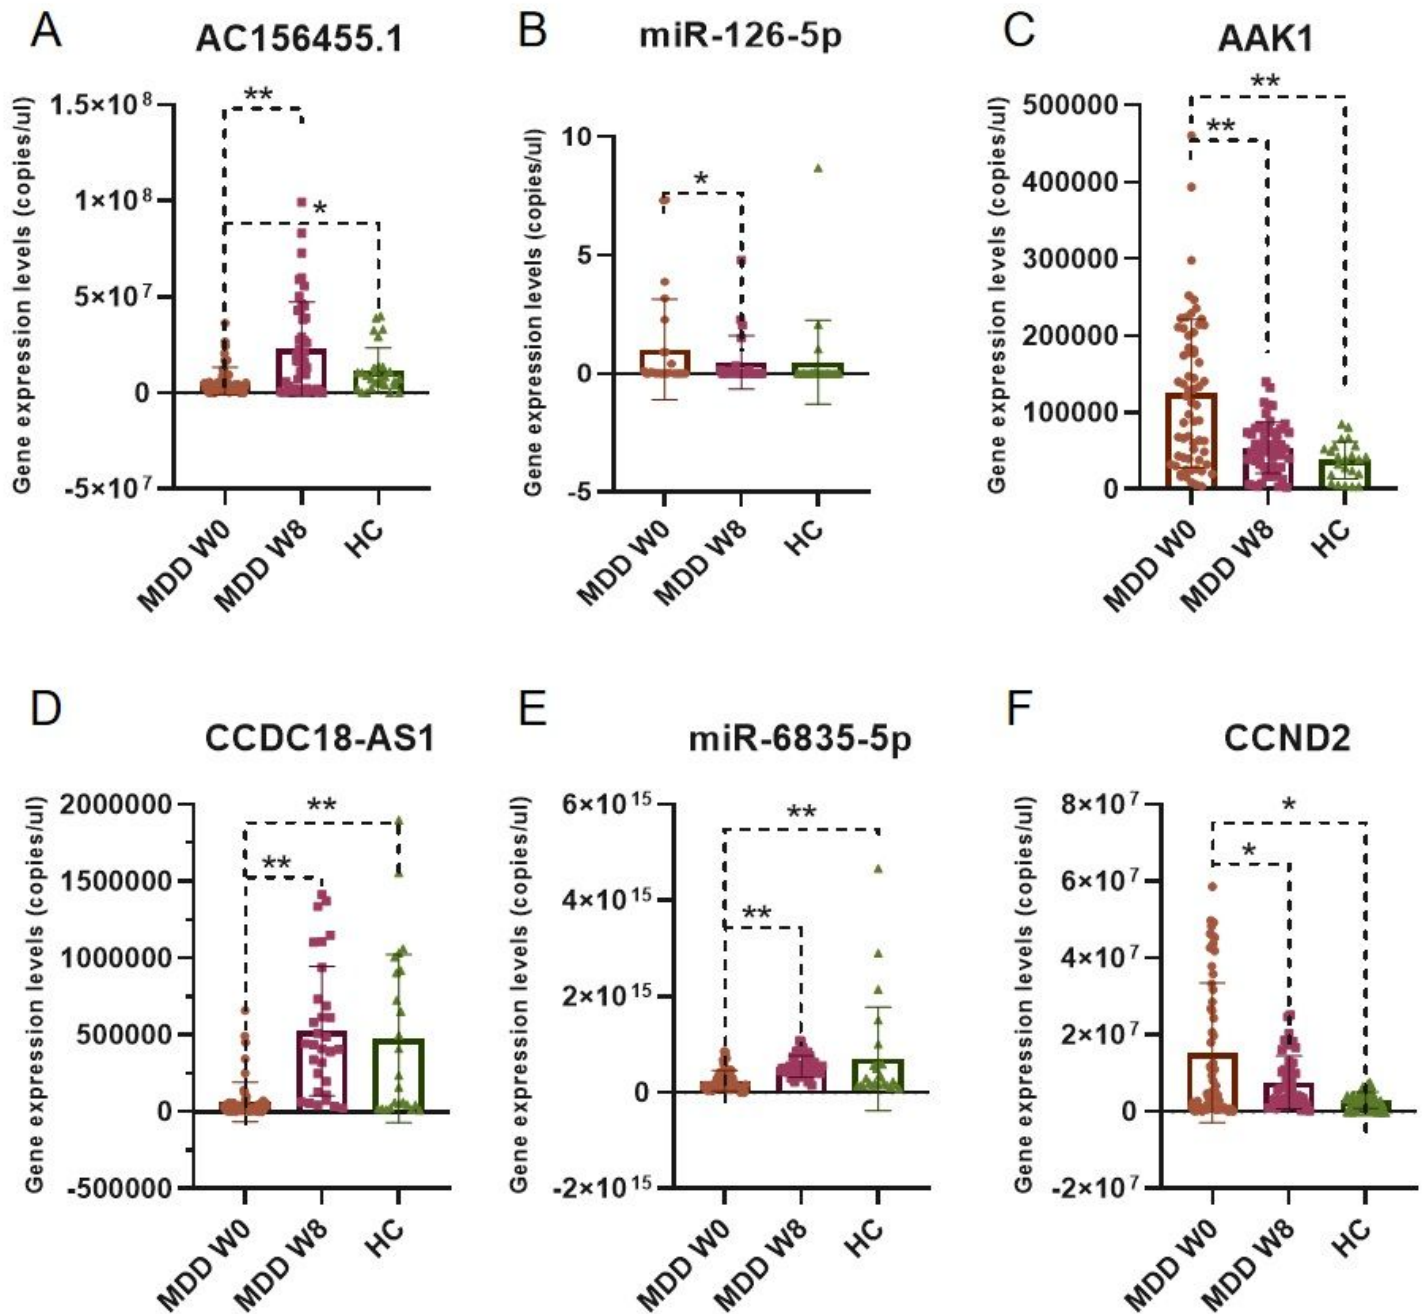 A
AC156455.1
Gene expression levels (copies/ul)
1.5×10⁸
1×10⁸
5×10⁷
0
-5×10⁷
**
*
MDD W0
MDD W8
HC
B
miR-126-5p
Gene expression levels (copies/ul)
10
5
0
-5
*
MDD W0
MDD W8
HC
C
AAK1
Gene expression levels (copies/ul)
500000
400000
300000
200000
100000
0
**
**
MDD W0
MDD W8
HC
D
CCDC18-AS1
Gene expression levels (copies/ul)
2000000
1500000
1000000
500000
0
-500000
**
**
MDD W0
MDD W8
HC
E
miR-6835-5p
Gene expression levels (copies/ul)
6×10¹⁵
4×10¹⁵
2×10¹⁵
0
-2×10¹⁵
**
**
MDD W0
MDD W8
HC
F
CCND2
Gene expression levels (copies/ul)
8×10⁷
6×10⁷
4×10⁷
2×10⁷
0
-2×10⁷
*
*
MDD W0
MDD W8
HC